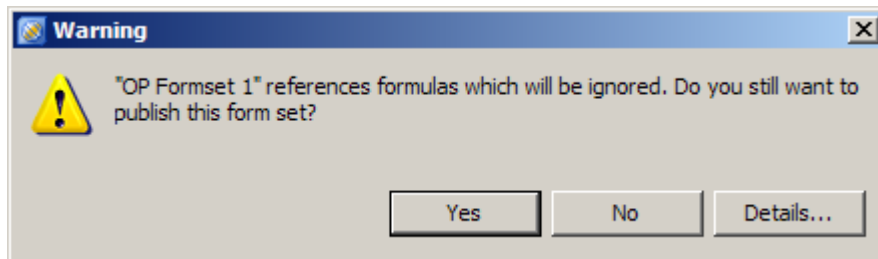 Warning
"OP Formset 1" references formulas which will be ignored. Do you still want to
publish this form set?
Yes
No
Details...